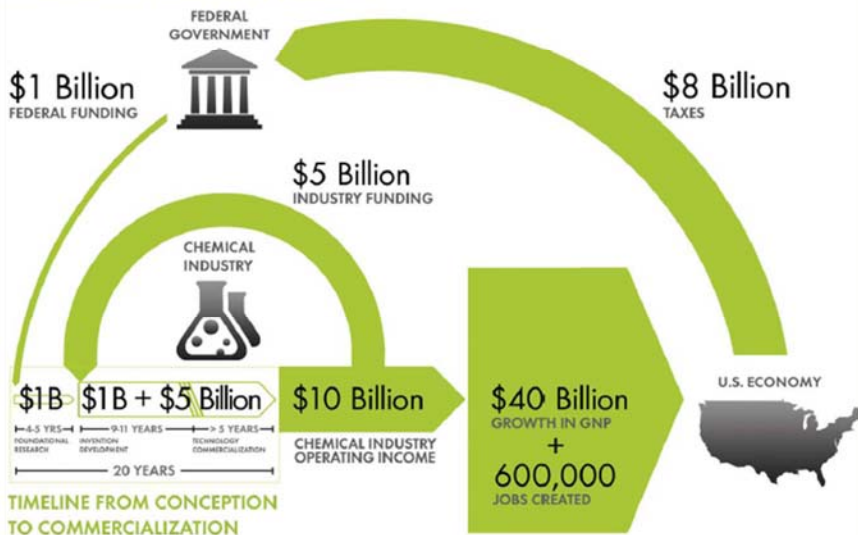 FEDERAL
GOVERNMENT
$1 Billion
FEDERAL FUNDING
$8 Billion
TAXES
$5 Billion
INDUSTRY FUNDING
CHEMICAL
INDUSTRY
$1B
$1B + $5 Billion
4-5 YRS
FOUNDATIONAL
RESEARCH
9-11 YEARS
INVENTION
DEVELOPMENT
> 5 YEARS
TECHNOLOGY
COMMERCIALIZATION
20 YEARS
TIMELINE FROM CONCEPTION
TO COMMERCIALIZATION
$10 Billion
CHEMICAL INDUSTRY
OPERATING INCOME
$40 Billion
GROWTH IN GNP
+
600,000
JOBS CREATED
U.S. ECONOMY